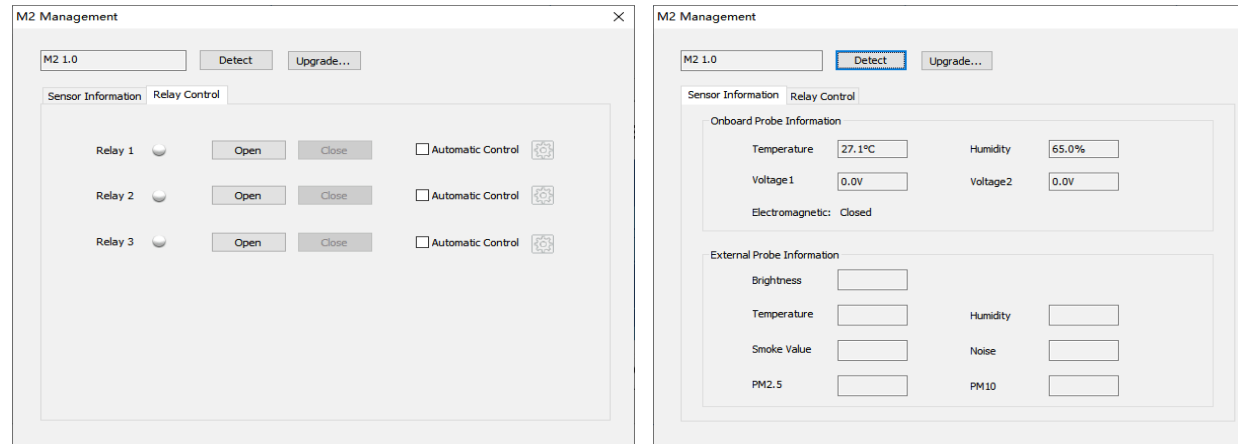 M2 Management
M2 1.0 Detect Upgrade...
Sensor Information Relay Control
Relay 1 Open Close Automatic Control
Relay 2 Open Close Automatic Control
Relay 3 Open Close Automatic Control
M2 Management
M2 1.0 Detect Upgrade...
Sensor Information Relay Control
Onboard Probe Information
Temperature 27.1°C Humidity 65.0%
Voltage1 0.0V Voltage2 0.0V
Electromagnetic: Closed
External Probe Information
Brightness
Temperature Humidity
Smoke Value Noise
PM2.5 PM10